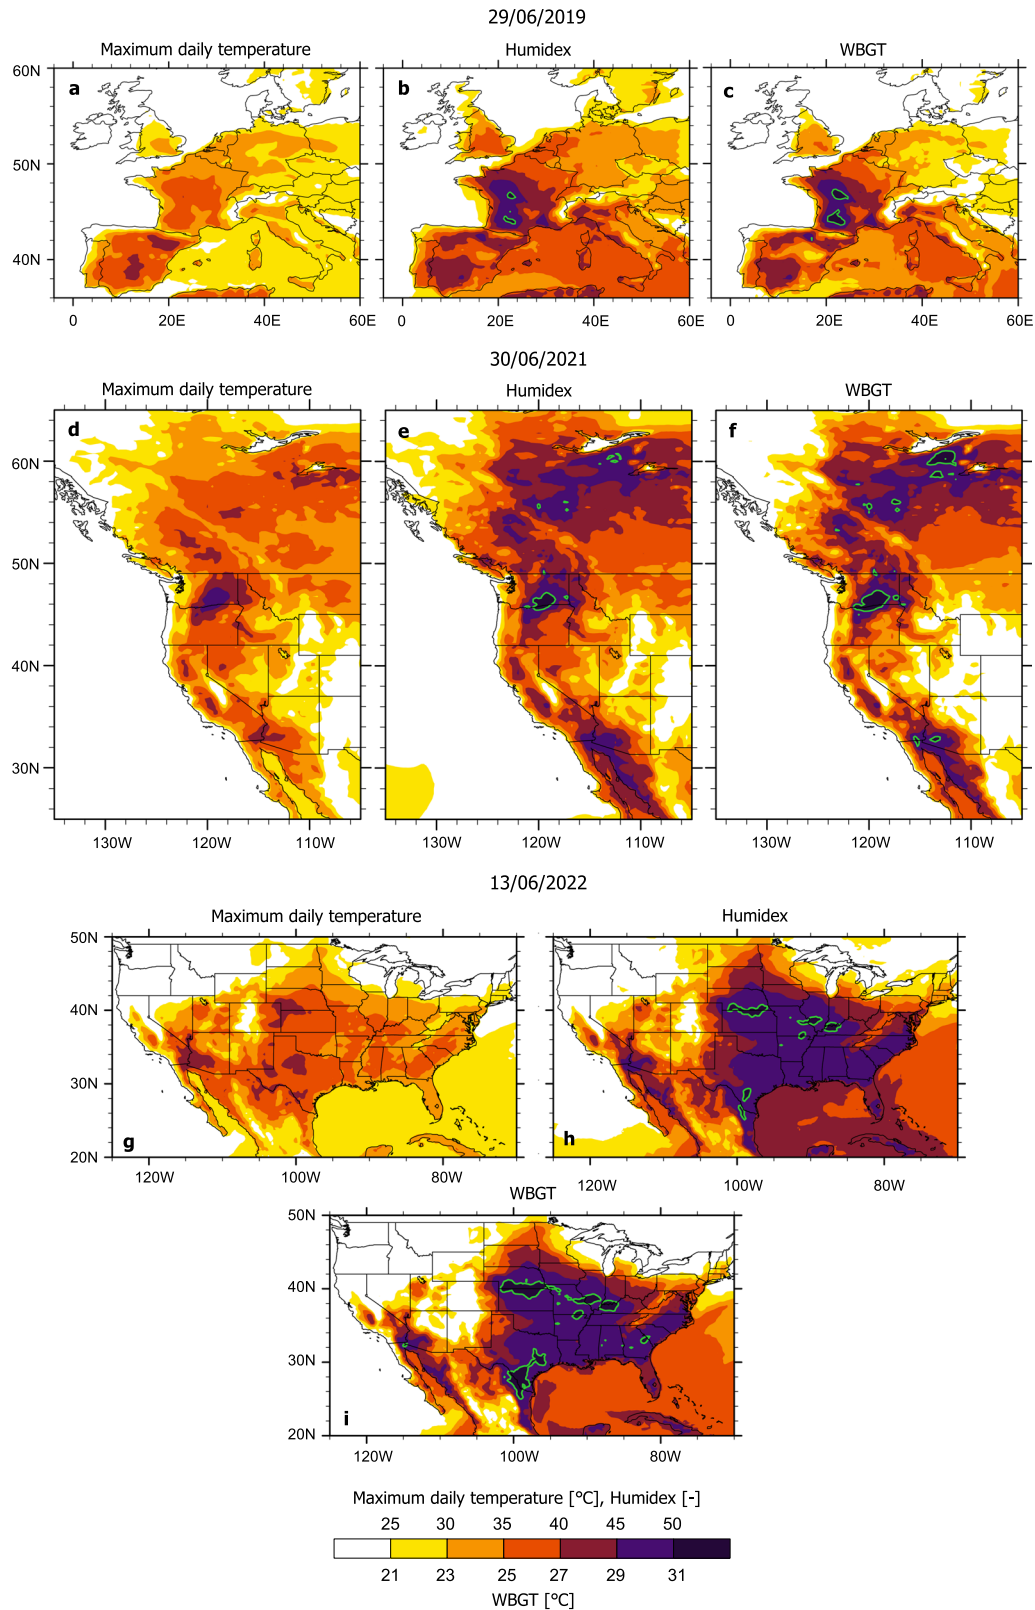 29/06/2019
Maximum daily temperature Humidex WBGT
a b c
60N
50N
40N
0 20E 40E 60E 0 20E 40E 60E 0 20E 40E 60E
30/06/2021
Maximum daily temperature Humidex WBGT
d e f
60N
50N
40N
30N
130W 120W 110W 130W 120W 110W 130W 120W 110W
13/06/2022
Maximum daily temperature Humidex
50N 50N
40N 40N
30N 30N
g h
20N 20N
120W 100W 80W 120W 100W 80W
WBGT
50N
40N
30N
i
20N
120W 100W 80W
Maximum daily temperature [°C], Humidex [-]
25 30 35 40 45 50
21 23 25 27 29 31
WBGT [°C]